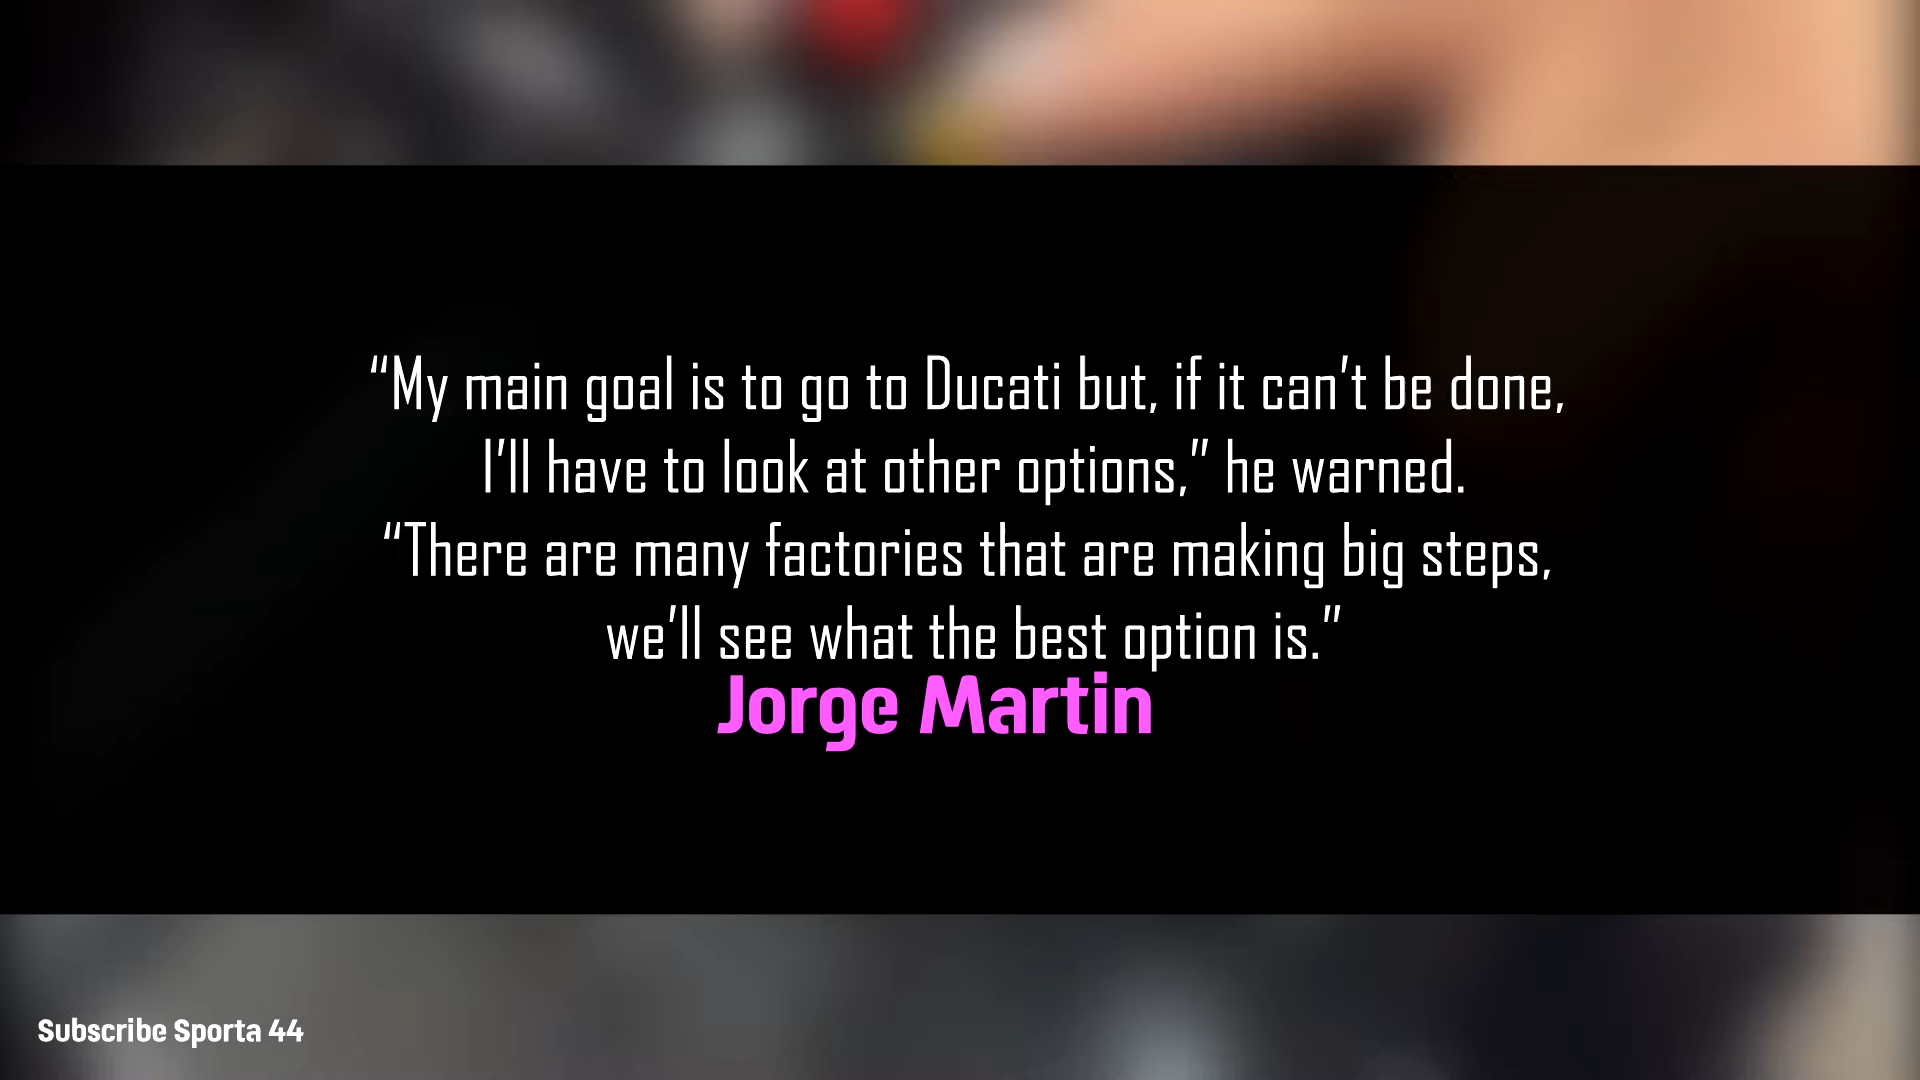 “My main goal is to go to Ducati but, if it can’t be done,
I’ll have to look at other options,” he warned.
“There are many factories that are making big steps,
we’ll see what the best option is.”
Jorge Martin
Subscribe Sporta 44